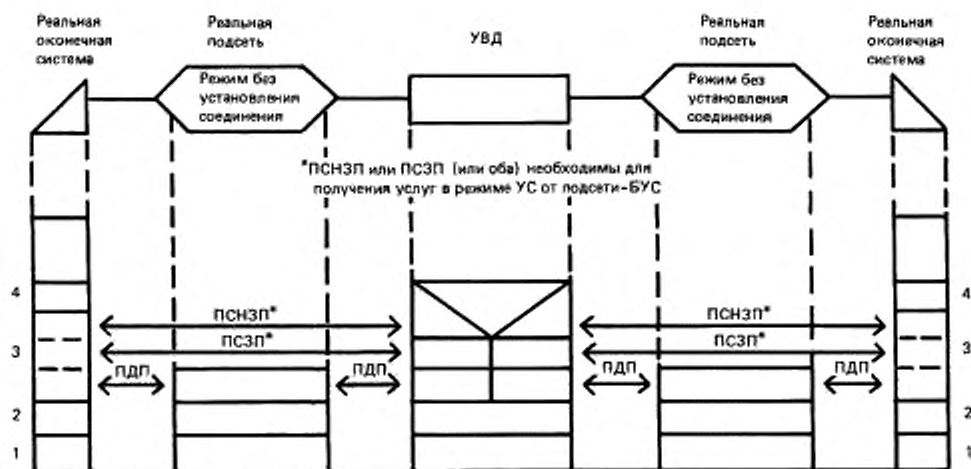 Реальная
оконечная
система
Реальная
подсеть
УВД
Реальная
подсеть
Реальная
оконечная
система
Режим без
установления
соединения
Режим без
установления
соединения
*ПСНЗП или ПСЗП (или оба) необходимы для
получения услуг в режиме УС от подсети-БУС
4
ПСНЗП*
ПСНЗП*
4
3
ПСЗП*
ПСЗП*
3
ПДП
ПДП
ПДП
ПДП
2
2
1
1